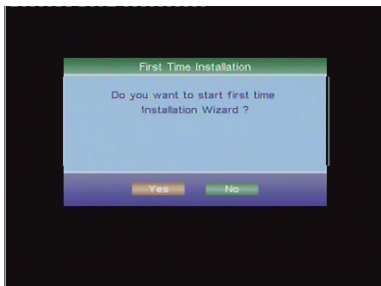 First Time Installation
Do you want to start first time
Installation Wizard ?
Yes
No